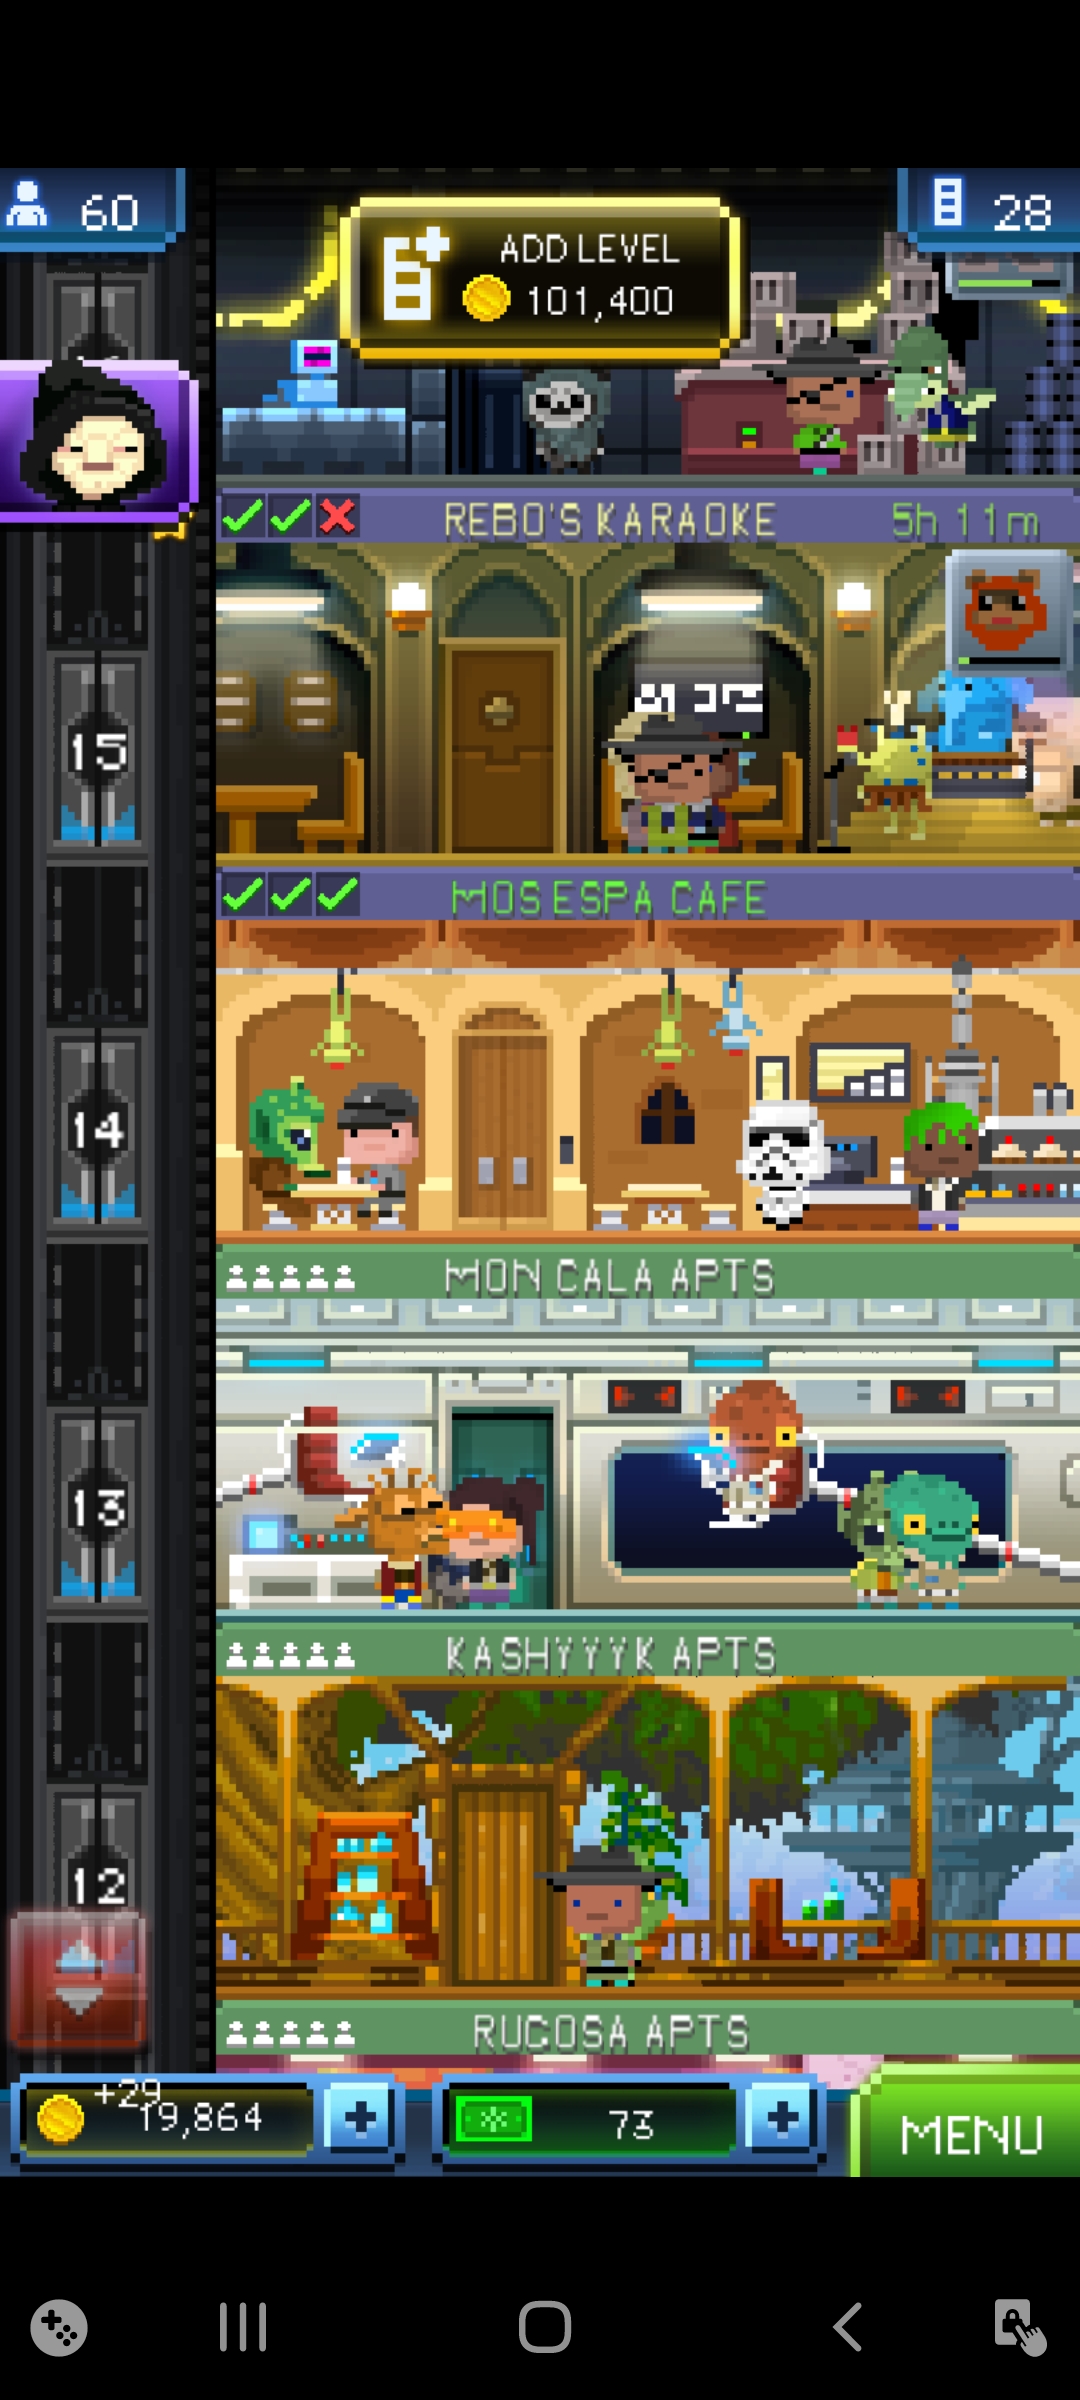 60
ADD LEVEL
101,400
28
REBO'S KARAOKE 5h 11m
15
MOS ESPA CAFE
14
MON CALA APTS
13
KASHYYYK APTS
12
RUCOSA APTS
+29
19,864
73
MENU